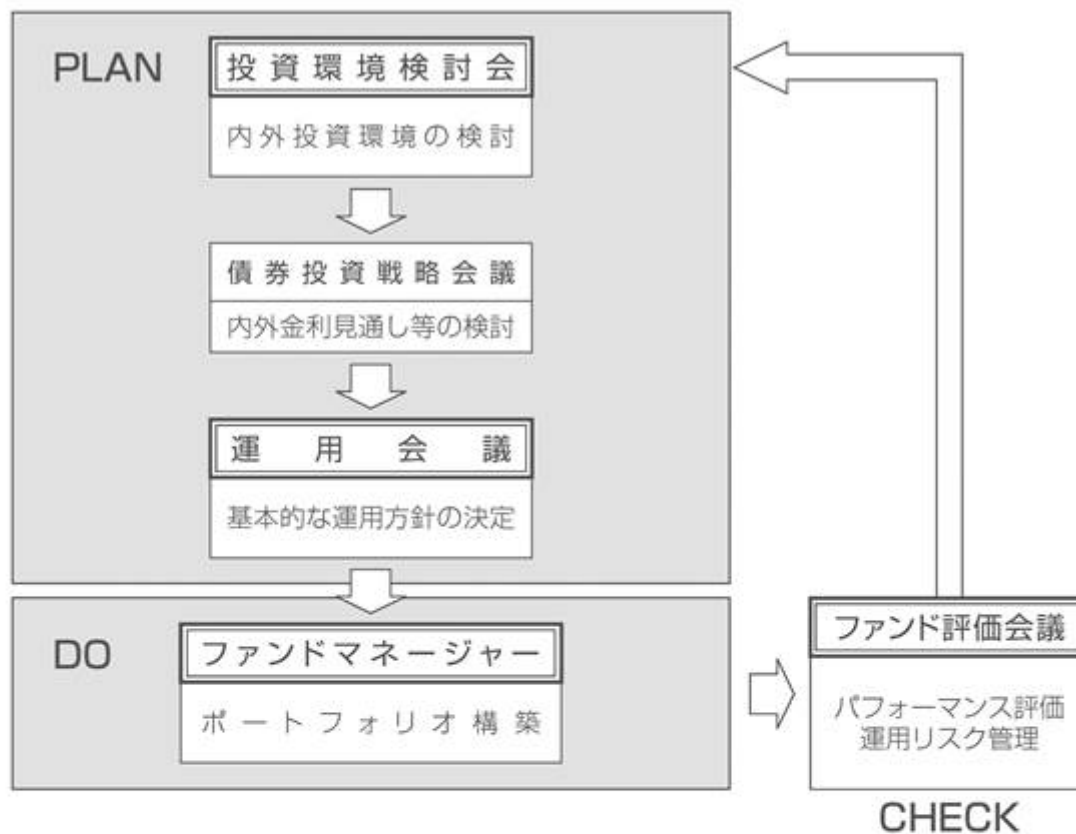 PLAN
投資環境検討会
内外投資環境の検討
債券投資戦略会議
内外金利見通し等の検討
運用会議
基本的な運用方針の決定
DO
ファンドマネージャー
ポートフォリオ構築
ファンド評価会議
パフォーマンス評価
運用リスク管理
CHECK